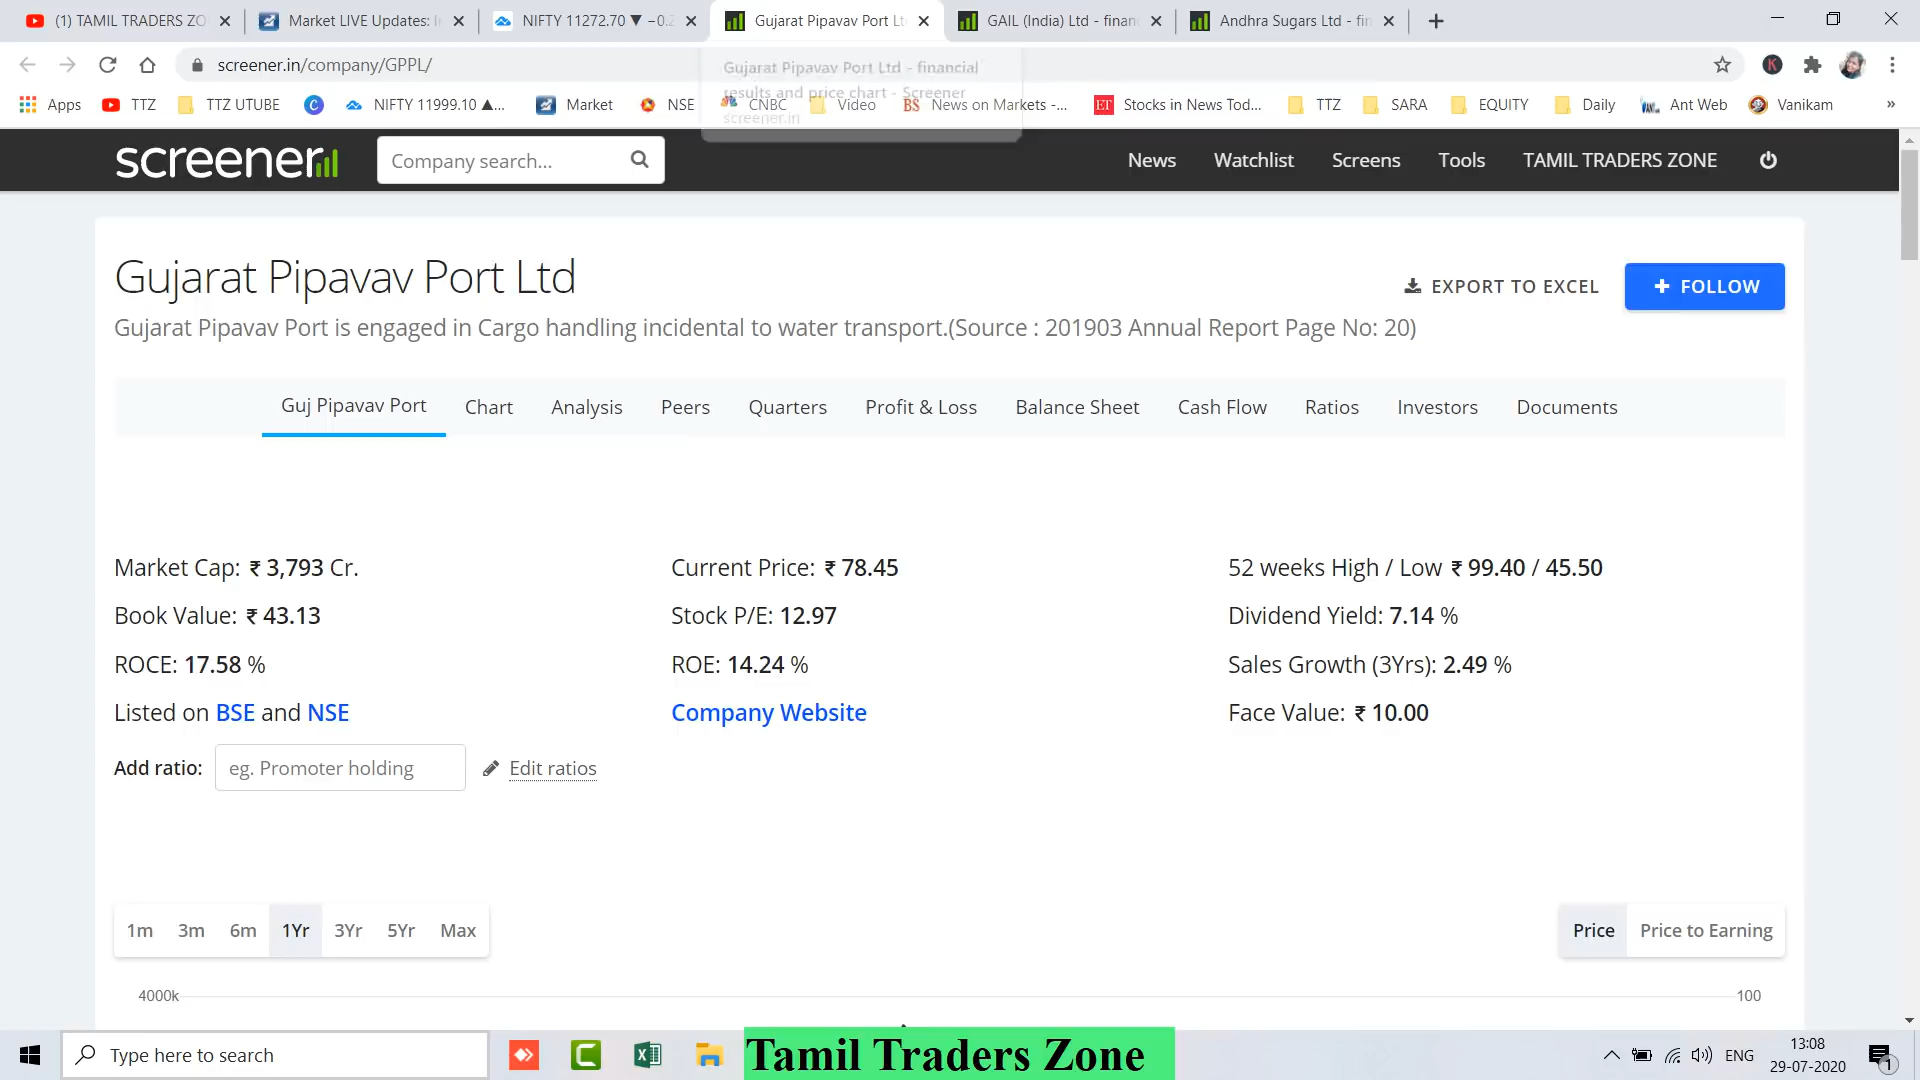 (1) TAMIL TRADERS ZO
Market LIVE Updates: I
NIFTY 11272.70 ▼ −0.2
Gujarat Pipavav Port Lt
GAIL (India) Ltd - finan
Andhra Sugars Ltd - fin
screener.in/company/GPPL/
Gujarat Pipavav Port Ltd - financial
results and price chart - Screener
screener.in
Apps
TTZ
TTZ UTUBE
NIFTY 11999.10 ▲...
Market
NSE
CNBC
Video
BS News on Markets -...
ET Stocks in News Tod...
TTZ
SARA
EQUITY
Daily
Ant Web
Vanikam
»
screener
Company search...
News
Watchlist
Screens
Tools
TAMIL TRADERS ZONE
Gujarat Pipavav Port Ltd
EXPORT TO EXCEL
+ FOLLOW
Gujarat Pipavav Port is engaged in Cargo handling incidental to water transport.(Source : 201903 Annual Report Page No: 20)
Guj Pipavav Port
Chart
Analysis
Peers
Quarters
Profit & Loss
Balance Sheet
Cash Flow
Ratios
Investors
Documents
Market Cap: ₹ 3,793 Cr.
Current Price: ₹ 78.45
52 weeks High / Low ₹ 99.40 / 45.50
Book Value: ₹ 43.13
Stock P/E: 12.97
Dividend Yield: 7.14 %
ROCE: 17.58 %
ROE: 14.24 %
Sales Growth (3Yrs): 2.49 %
Listed on BSE and NSE
Company Website
Face Value: ₹ 10.00
Add ratio:
eg. Promoter holding
Edit ratios
1m
3m
6m
1Yr
3Yr
5Yr
Max
Price
Price to Earning
4000k
100
Type here to search
Tamil Traders Zone
ENG
13:08
29-07-2020
1